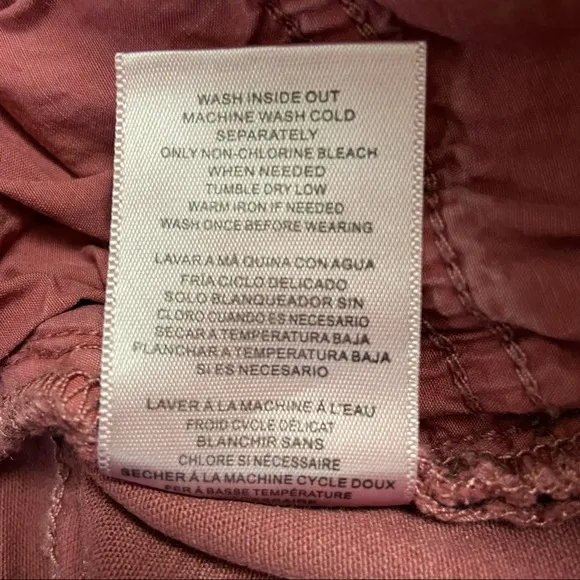 WASH INSIDE OUT
MACHINE WASH COLD
SEPARATELY
ONLY NON-CHLORINE BLEACH
WHEN NEEDED
TUMBLE DRY LOW
WARM IRON IF NEEDED
WASH ONCE BEFORE WEARING
LAVAR A MÁ QUINA CON AGUA
FRÍA CICLO DELICADO
SOLO BLANQUEADOR SIN
CLORO CUANDO ES NECESARIO
SECAR A TEMPERATURA BAJA
PLANCHAR A TEMPERATURA BAJA
SI ES NECESARIO
LAVER Á LA MACHINE Á L'EAU
FROID CYCLE DÉLICAT
BLANCHIR SANS
CHLORE SI NÉCESSAIRE
SECHER Á LA MACHINE CYCLE DOUX
FER Á BASSE TEMPÉRATURE